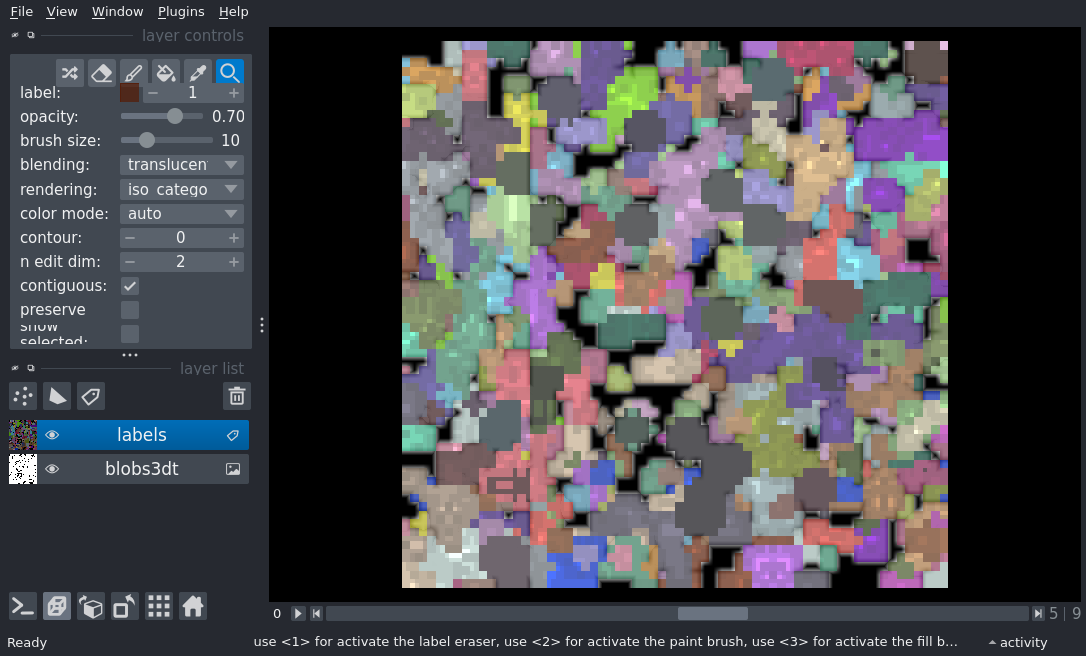 File View Window Plugins Help
layer controls
label: 1
opacity: 0.70
brush size: 10
blending: translucen
rendering: iso_catego
color mode: auto
contour: 0
n edit dim: 2
contiguous:
preserve
show
selected:
layer list
labels
blobs3dt
0 5 | 9
Ready use <1> for activate the label eraser, use <2> for activate the paint brush, use <3> for activate the fill b... activity